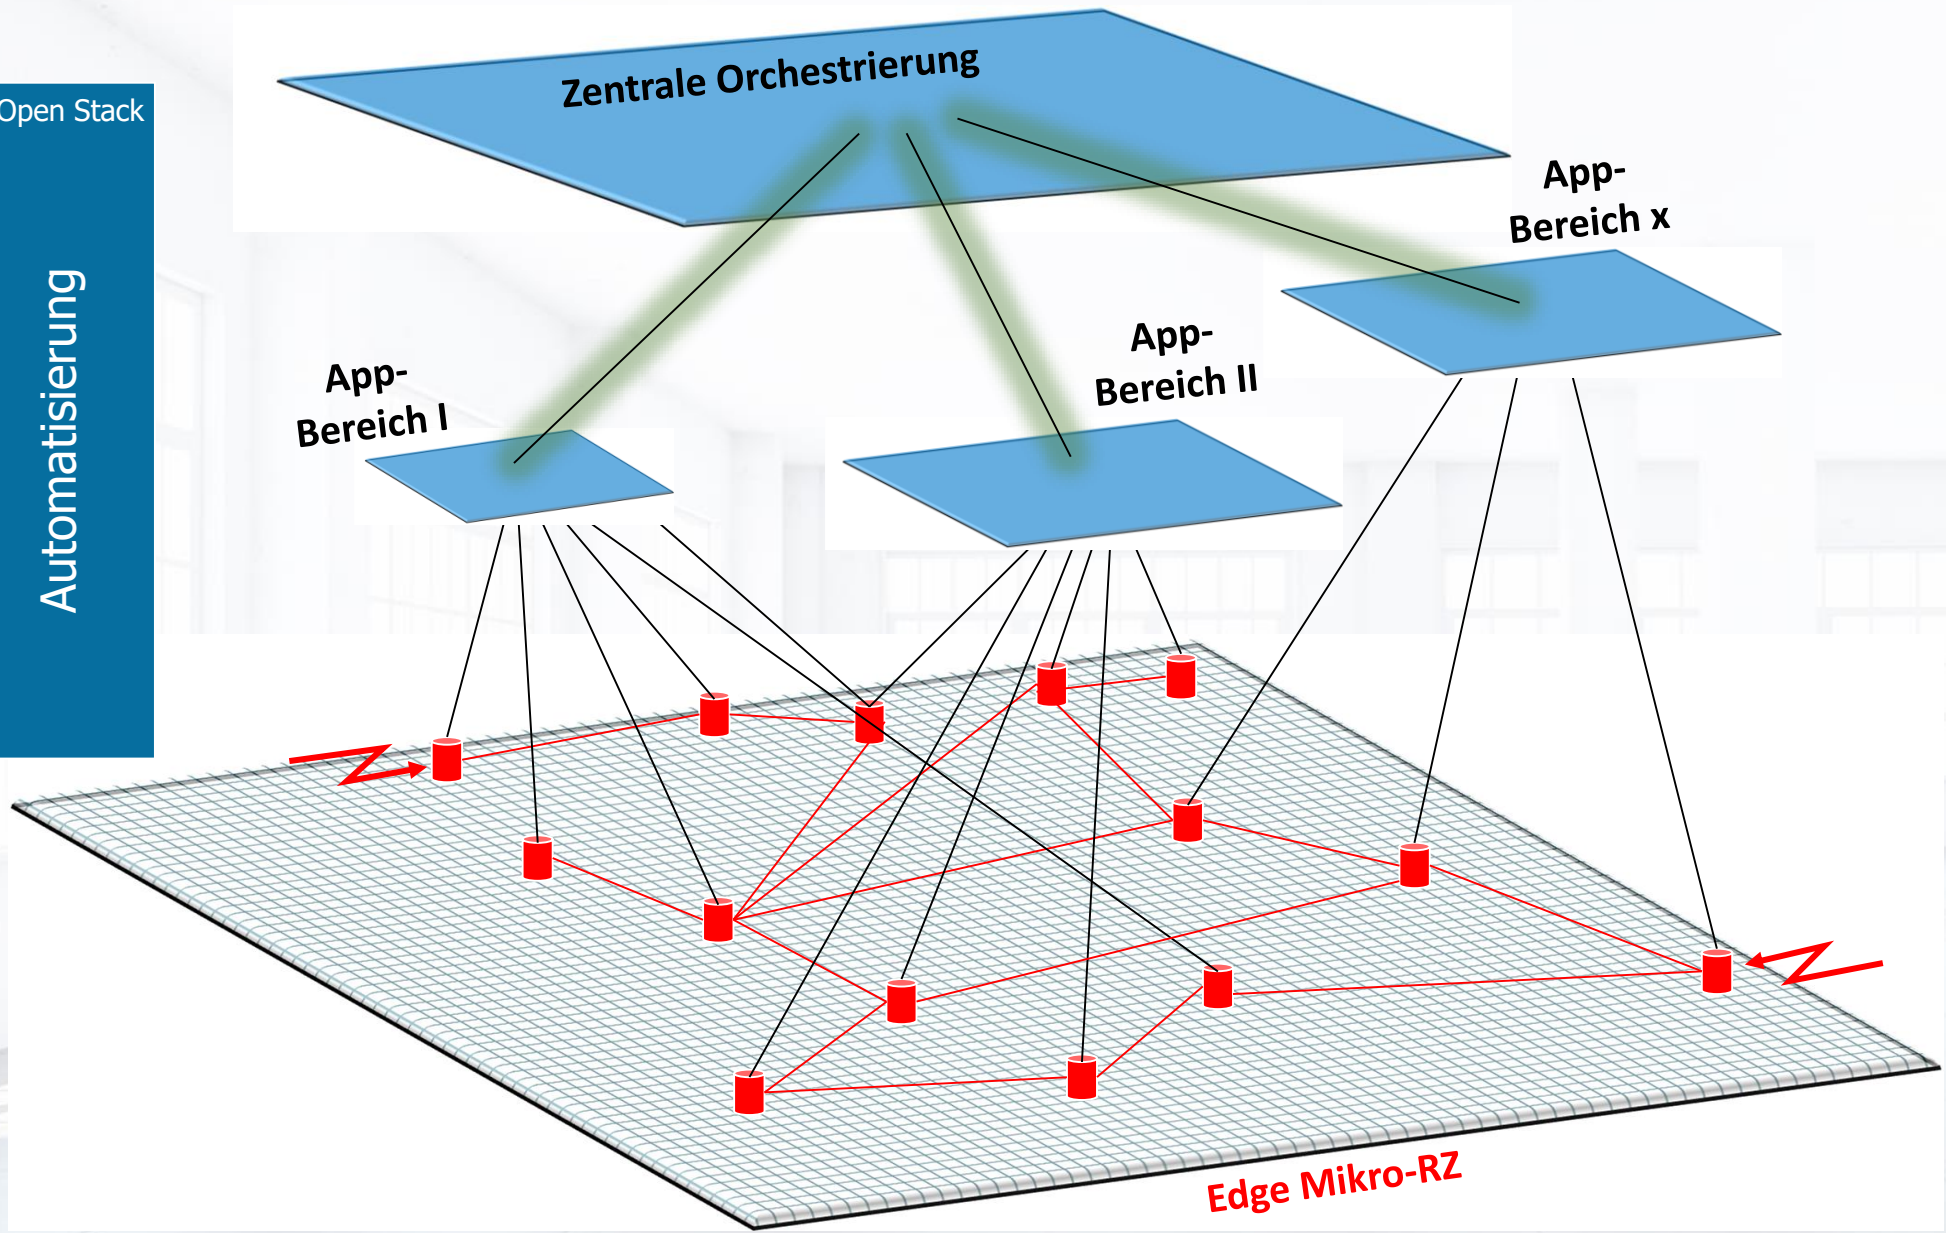 Open Stack
Automatisierung
Zentrale Orchestrierung
App-
Bereich x
App-
Bereich II
App-
Bereich I
Edge Mikro-RZ